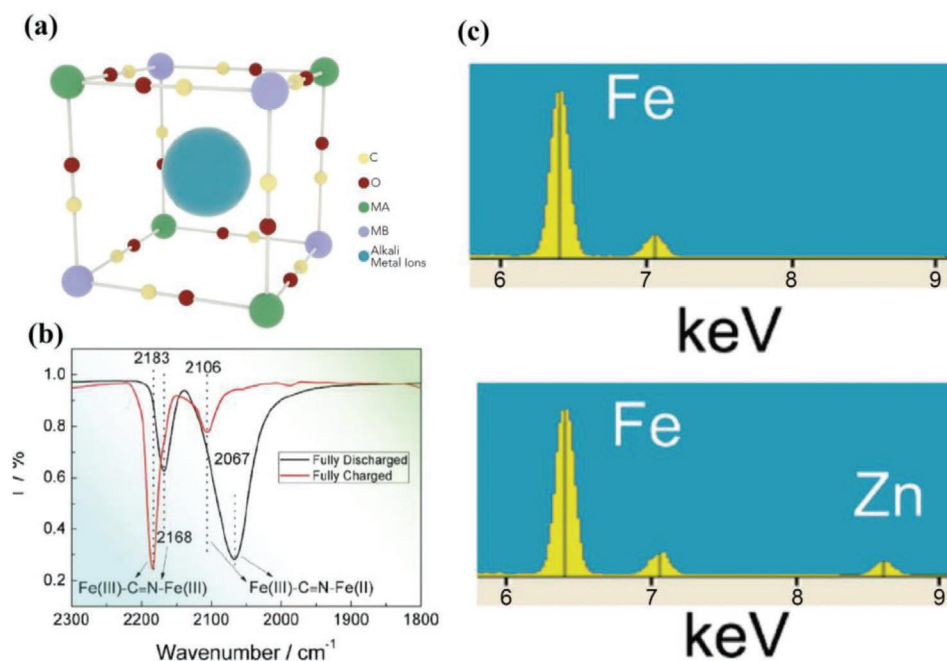 (a)
C
O
MA
MB
Alkali
Metal Ions
(b)
2183
2106
1.0
0.8
0.6
0.4
0.2
Fully Discharged
Fully Charged
2067
2168
Fe(III)-C=N-Fe(III)
Fe(III)-C=N-Fe(II)
2300 2200 2100 2000 1900 1800
Wavenumber / cm⁻¹
(c)
Fe
6 7 8 9
keV
Fe
Zn
6 7 8 9
keV